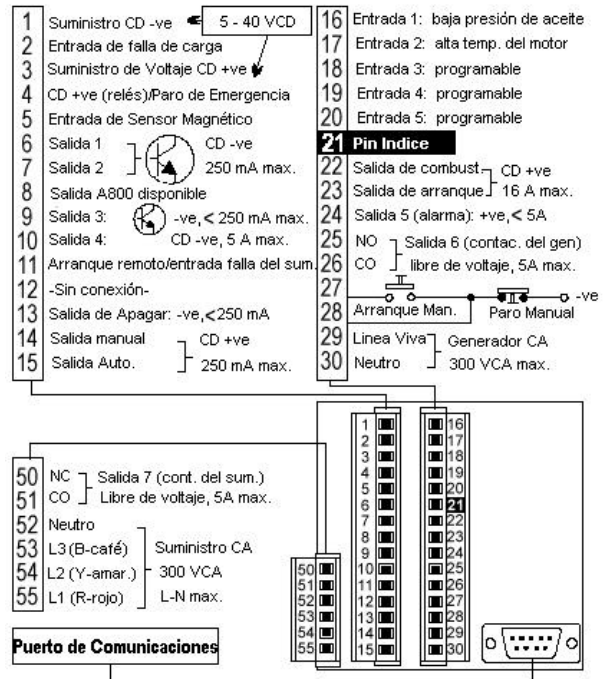 1 Suministro CD -ve 5 - 40 VCD
2 Entrada de falla de carga
3 Suministro de Voltaje CD +ve
4 CD +ve (relés)/Paro de Emergencia
5 Entrada de Sensor Magnético
6 Salida 1 CD -ve
7 Salida 2 250 mA max.
8 Salida A800 disponible
9 Salida 3: -ve,< 250 mA max.
10 Salida 4: CD -ve, 5 A max.
11 Arranque remoto/entrada falla del sum.
12 -Sin conexión-
13 Salida de Apagar: -ve,<250 mA
14 Salida manual CD +ve
15 Salida Auto. 250 mA max.
16 Entrada 1: baja presión de aceite
17 Entrada 2: alta temp. del motor
18 Entrada 3: programable
19 Entrada 4: programable
20 Entrada 5: programable
21 Pin Indice
22 Salida de combust CD +ve
23 Salida de arranque 16 A max.
24 Salida 5 (alarma): +ve,< 5A
25 NO Salida 6 (contac. del gen)
26 CO libre de voltaje, 5A max.
27 -ve
28 Arranque Man. Paro Manual
29 Linea Viva Generador CA
30 Neutro 300 VCA max.
50 NC Salida 7 (cont. del sum.)
51 CO Libre de voltaje, 5A max.
52 Neutro
53 L3 (B-café) Suministro CA
54 L2 (Y-amar.) 300 VCA
55 L1 (R-rojo) L-N max.
50
51
52
53
54
55
1
2
3
4
5
6
7
8
9
10
11
12
13
14
15
16
17
18
19
20
21
22
23
24
25
26
27
28
29
30
Puerto de Comunicaciones